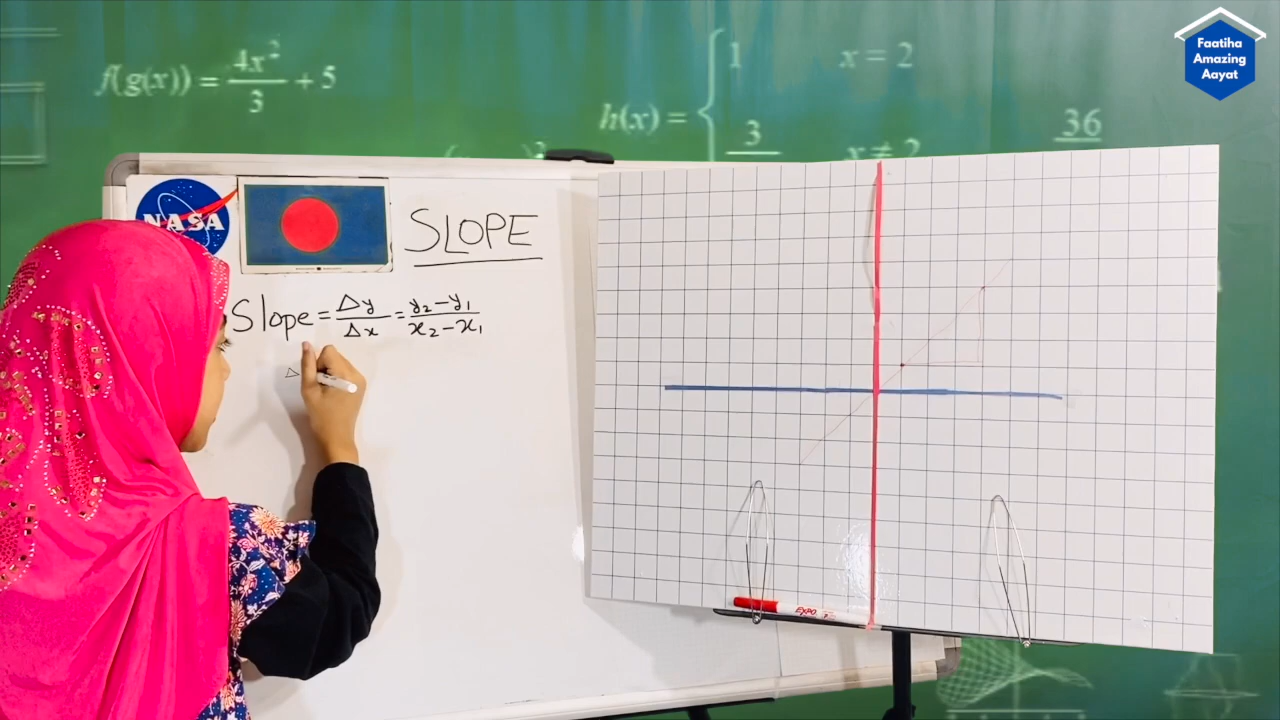 f(g(x)) = 4x²/3 + 5
h(x) = { 1 x = 2
3 x ≠ 2
36
Faatiha
Amazing
Aayat
NASA
SLOPE
Slope = Δy/Δx = y₂−y₁/x₂−x₁
Δ
EXPO